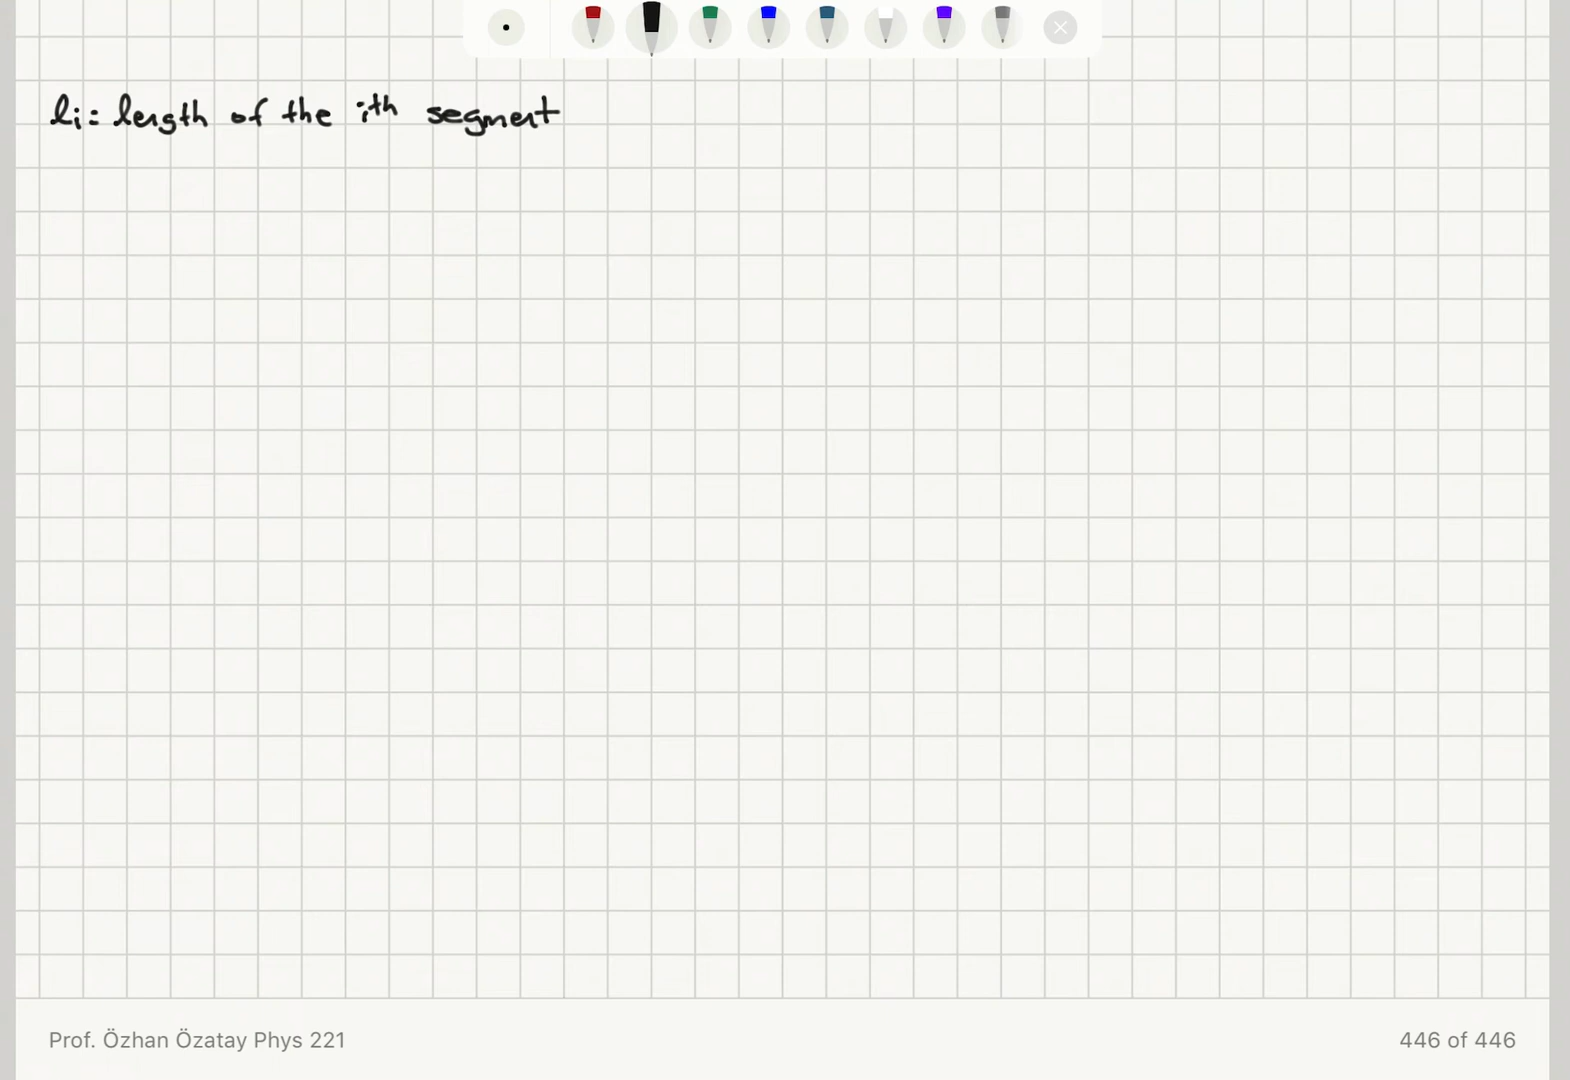 li = length of the ith segment
Prof. Özhan Özatay Phys 221
446 of 446